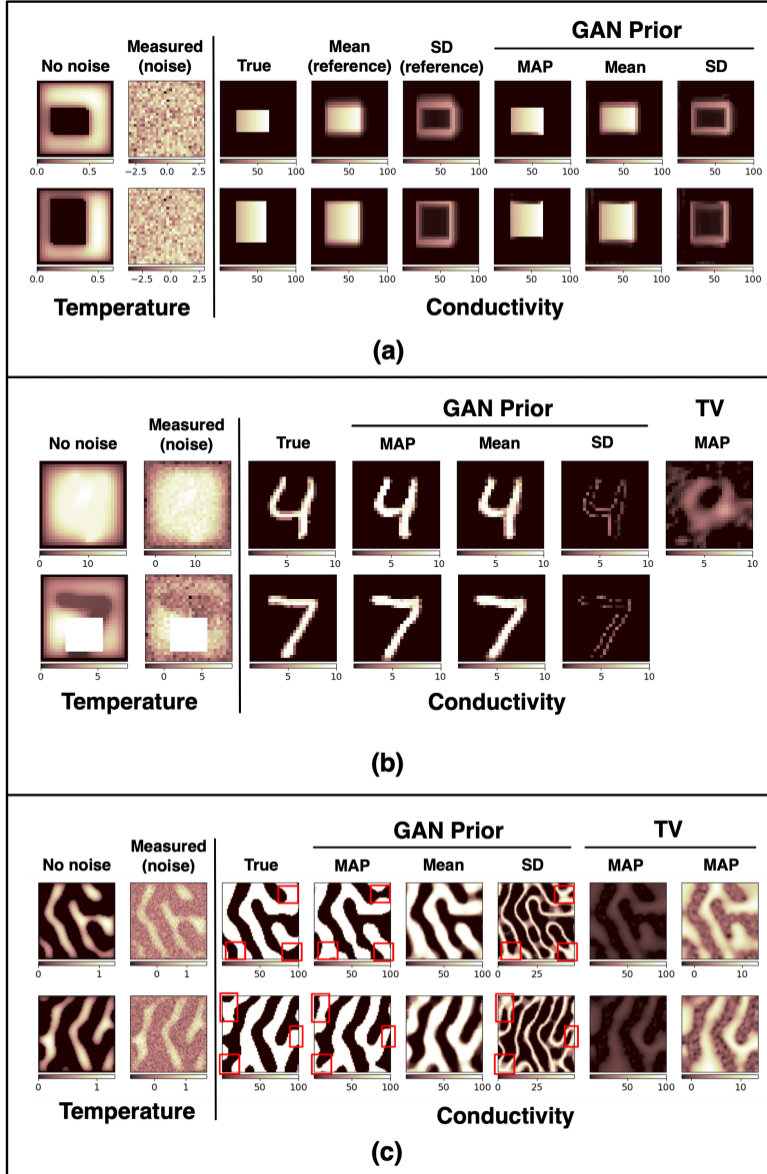 GAN Prior
No noise Measured (noise) True Mean (reference) SD (reference) MAP Mean SD
0.0 0.5 −2.5 0.0 2.5 50 100 50 100 50 100 50 100 50 100 50 100
0.0 0.5 −2.5 0.0 2.5 50 100 50 100 50 100 50 100 50 100 50 100
Temperature Conductivity
(a)
GAN Prior TV
No noise Measured (noise) True MAP Mean SD MAP
0 10 0 10 5 10 5 10 5 10 5 10 5 10
0 5 0 5 5 10 5 10 5 10 5 10
Temperature Conductivity
(b)
GAN Prior TV
No noise Measured (noise) True MAP Mean SD MAP MAP
0 1 0 1 50 100 50 100 50 100 0 25 50 100 0 10
0 1 0 1 50 100 50 100 50 100 0 25 50 100 0 10
Temperature Conductivity
(c)